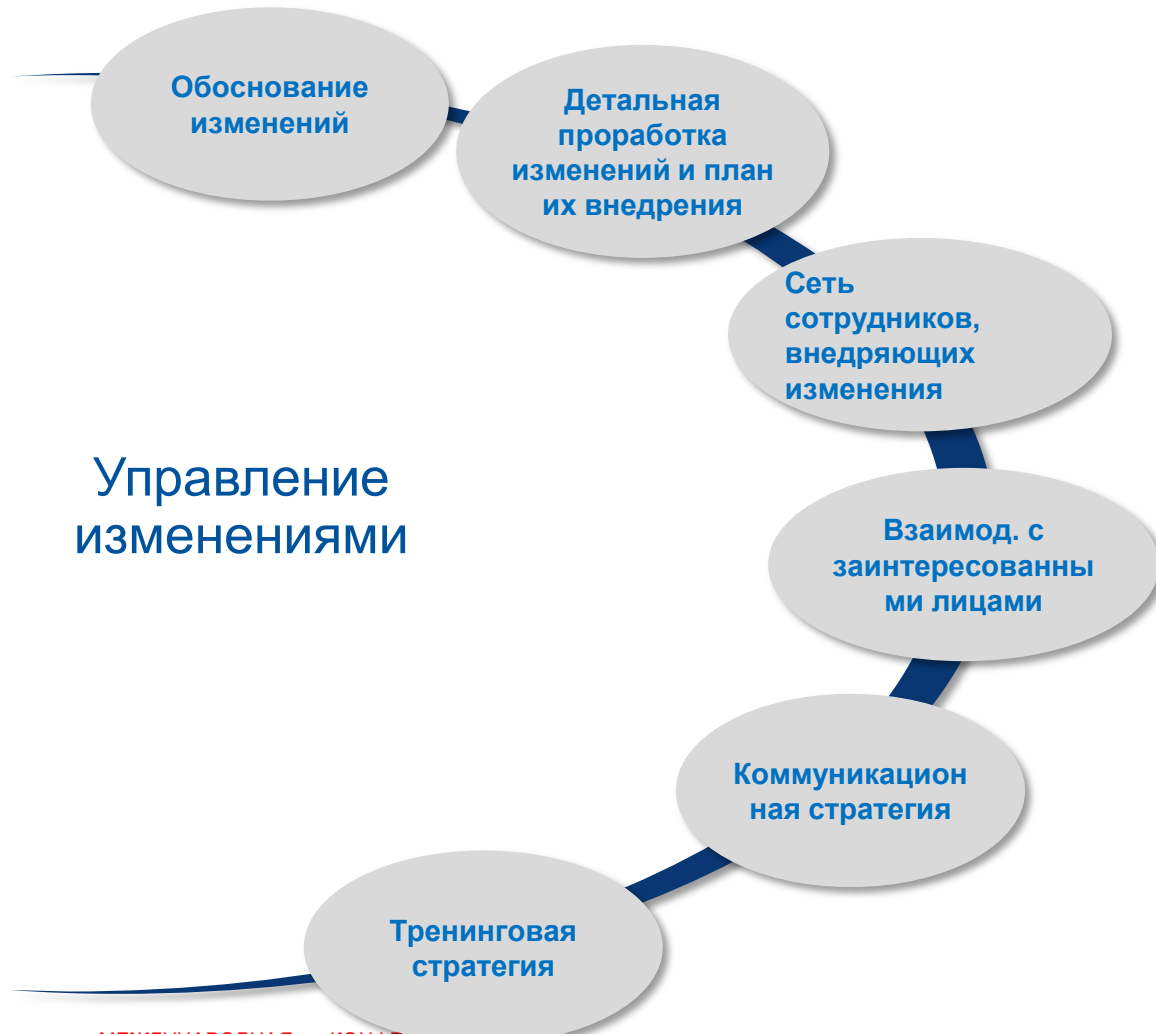 Обоснование
изменений
Детальная
проработка
изменений и план
их внедрения
Сеть
сотрудников,
внедряющих
изменения
Управление
изменениями
Взаимод. с
заинтересованны
ми лицами
Коммуникацион
ная стратегия
Тренинговая
стратегия